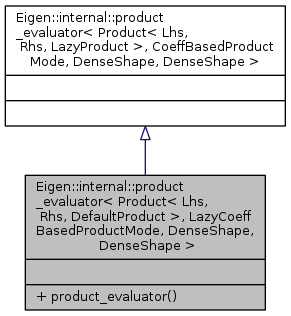 Eigen::internal::product
_evaluator< Product< Lhs,
Rhs, LazyProduct >, CoeffBasedProduct
Mode, DenseShape, DenseShape >
Eigen::internal::product
_evaluator< Product< Lhs,
Rhs, DefaultProduct >, LazyCoeff
BasedProductMode, DenseShape,
DenseShape >
+ product_evaluator()